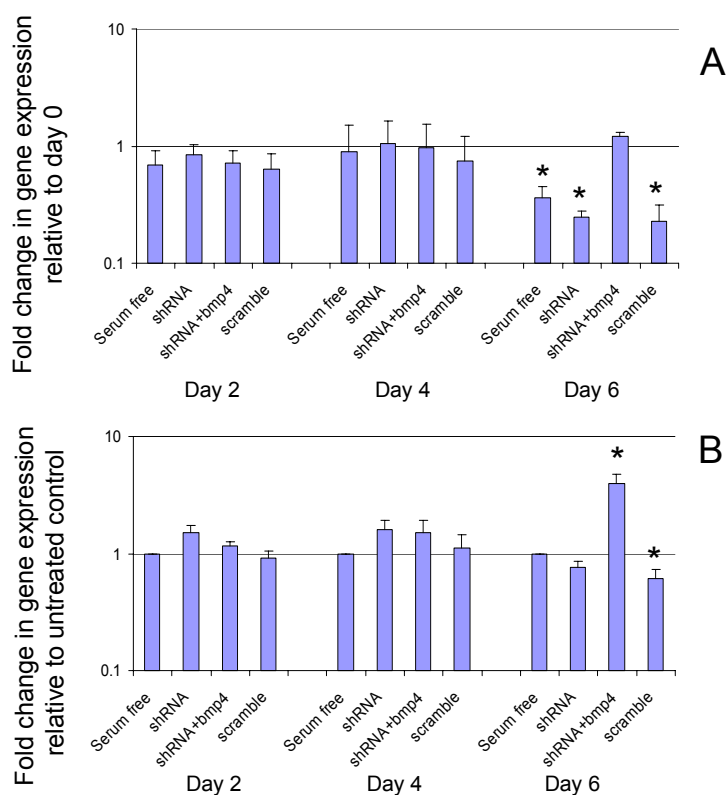 A
Fold change in gene expression
relative to day 0
10
1
0.1
* * *
Serum free shRNA shRNA+bmp4 scramble Serum free shRNA shRNA+bmp4 scramble Serum free shRNA shRNA+bmp4 scramble
Day 2 Day 4 Day 6
B
Fold change in gene expression
relative to untreated control
10
1
0.1
* *
Serum free shRNA shRNA+bmp4 scramble Serum free shRNA shRNA+bmp4 scramble Serum free shRNA shRNA+bmp4 scramble
Day 2 Day 4 Day 6